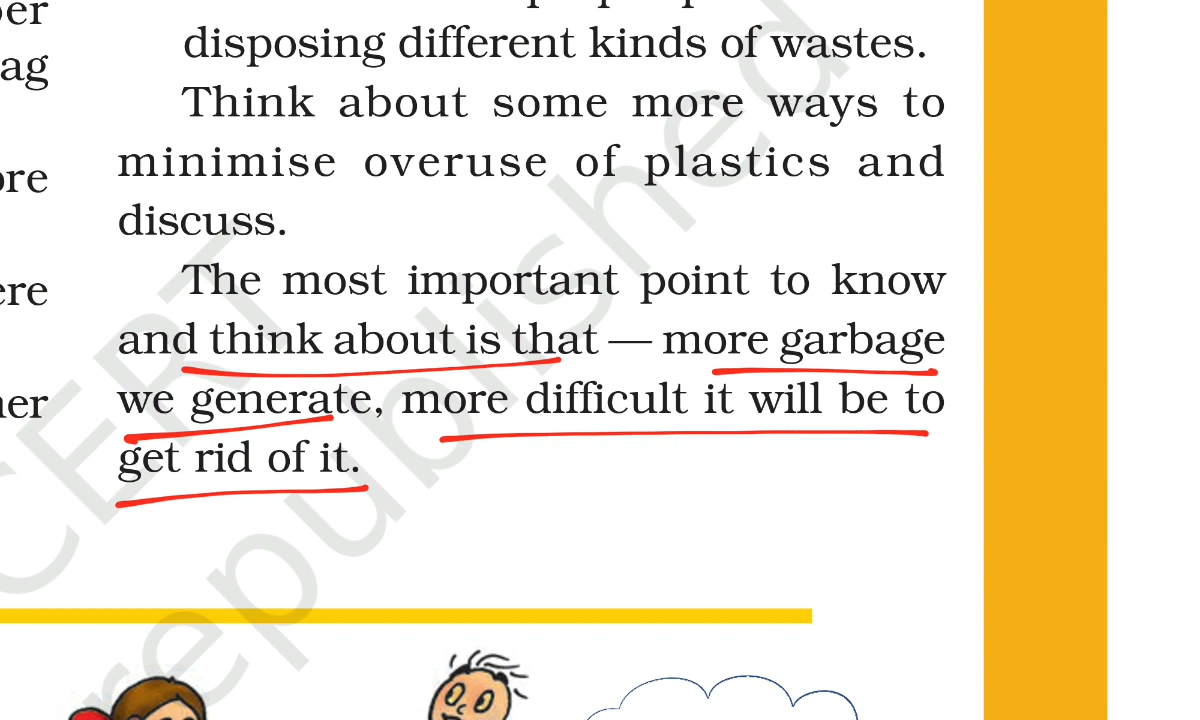 ag
disposing different kinds of wastes.
Think about some more ways to
minimise overuse of plastics and
discuss.
The most important point to know
and think about is that — more garbage
we generate, more difficult it will be to
get rid of it.
republished